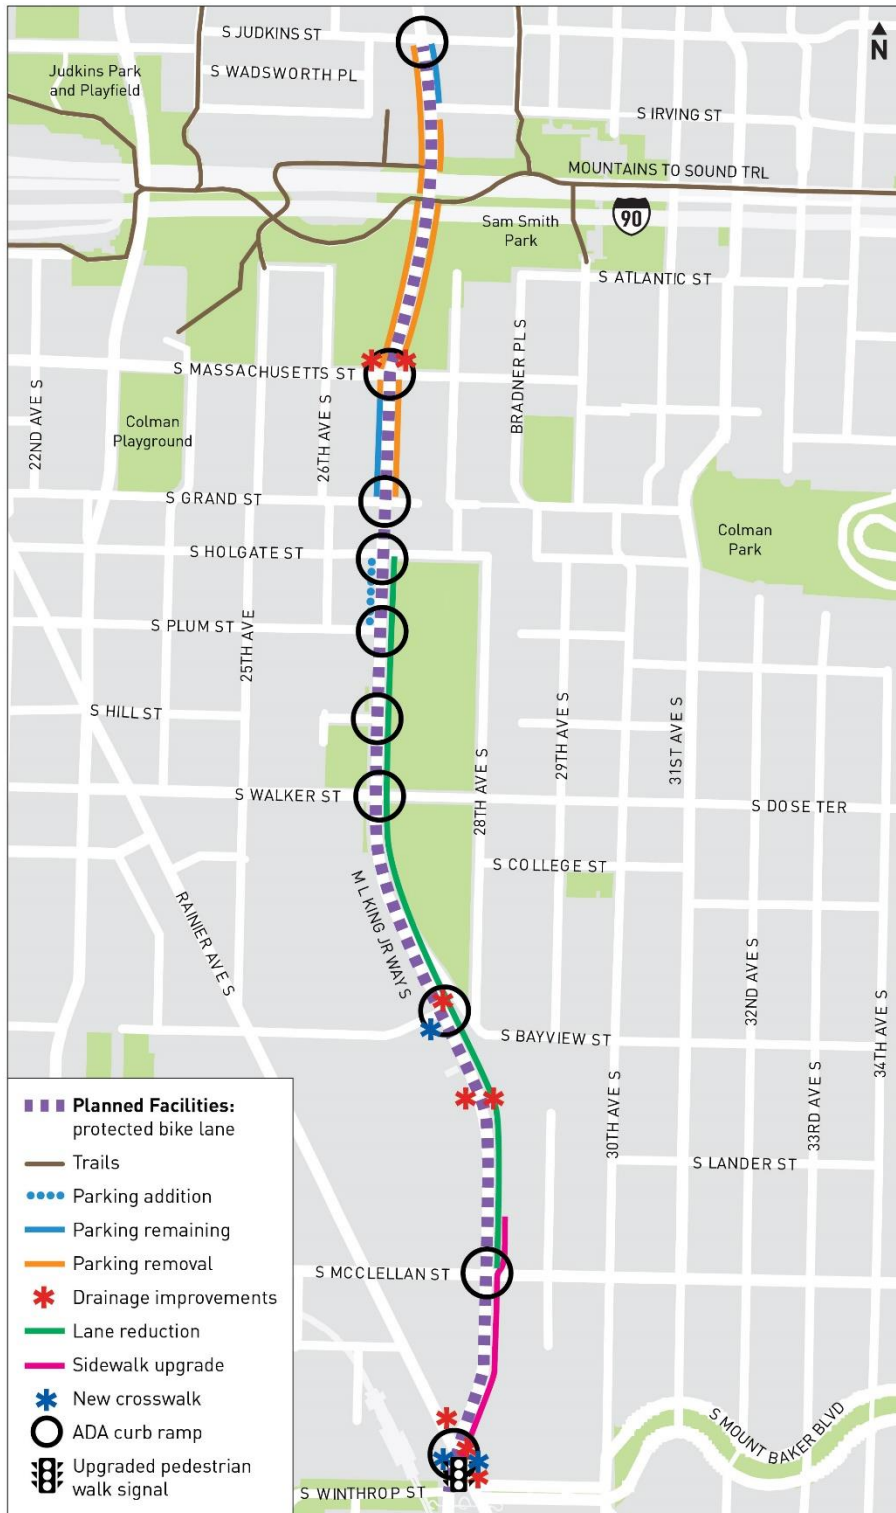 S JUDKINS ST
N
Judkins Park
and Playfield
S WADSWORTH PL
S IRVING ST
MOUNTAINS TO SOUND TRL
90
Sam Smith
Park
S ATLANTIC ST
BRADNER PL S
S MASSACHUSETTS ST
22ND AVE S
26TH AVE S
Colman
Playground
S GRAND ST
Colman
Park
S HOLGATE ST
S PLUM ST
25TH AVE
S HILL ST
28TH AVE S
29TH AVE S
31ST AVE S
S WALKER ST
S DOSE TER
S COLLEGE ST
M L KING JR WAY S
RAINIER AVE S
32ND AVE S
34TH AVE S
S BAYVIEW ST
30TH AVE S
33RD AVE S
S LANDER ST
S MCCLELLAN ST
S MOUNT BAKER BLVD
S WINTHROP ST
Planned Facilities:
protected bike lane
Trails
Parking addition
Parking remaining
Parking removal
Drainage improvements
Lane reduction
Sidewalk upgrade
New crosswalk
ADA curb ramp
Upgraded pedestrian
walk signal